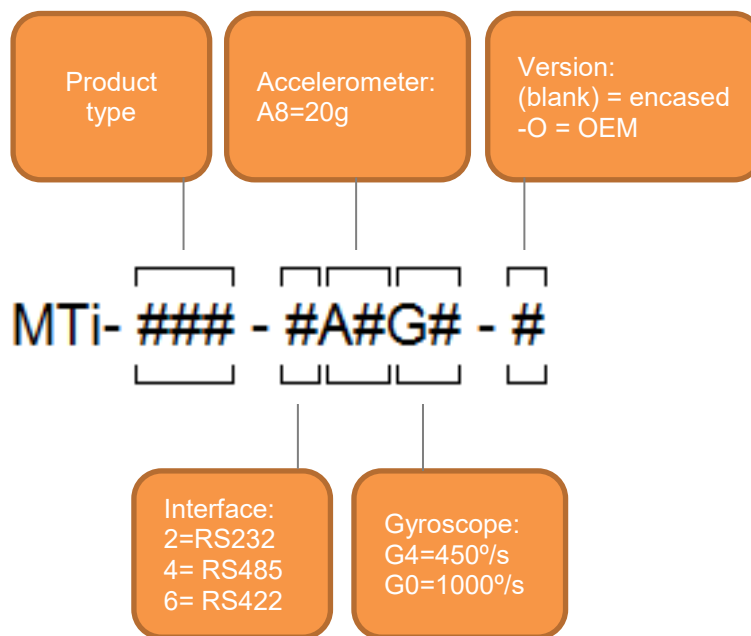 Product
type
Accelerometer:
A8=20g
Version:
(blank) = encased
-O = OEM
MTi- ### - #A#G# - #
Interface:
2=RS232
4= RS485
6= RS422
Gyroscope:
G4=450º/s
G0=1000º/s